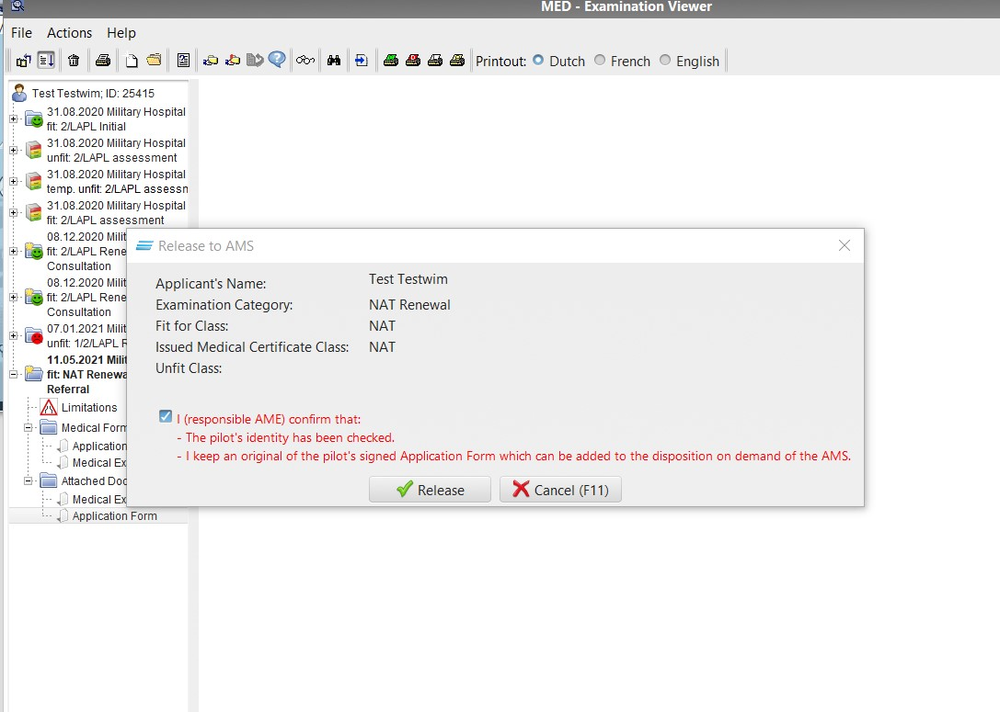 MED - Examination Viewer
File Actions Help
Printout: Dutch French English
Test Testwim; ID: 25415
31.08.2020 Military Hospital
fit: 2/LAPL Initial
31.08.2020 Military Hospital
unfit: 2/LAPL assessment
31.08.2020 Military Hospital
temp. unfit: 2/LAPL assessn
31.08.2020 Military Hospital
fit: 2/LAPL assessment
08.12.2020 Milit
fit: 2/LAPL Rene
Consultation
08.12.2020 Milit
fit: 2/LAPL Rene
Consultation
07.01.2021 Milit
unfit: 1/2/LAPL R
11.05.2021 Milit
fit: NAT Renewa
Referral
Limitations
Medical Form
Application
Medical Ex
Attached Doc
Medical Ex
Application Form
Release to AMS
Applicant's Name: Test Testwim
Examination Category: NAT Renewal
Fit for Class: NAT
Issued Medical Certificate Class: NAT
Unfit Class:
I (responsible AME) confirm that:
- The pilot's identity has been checked.
- I keep an original of the pilot's signed Application Form which can be added to the disposition on demand of the AMS.
Release Cancel (F11)